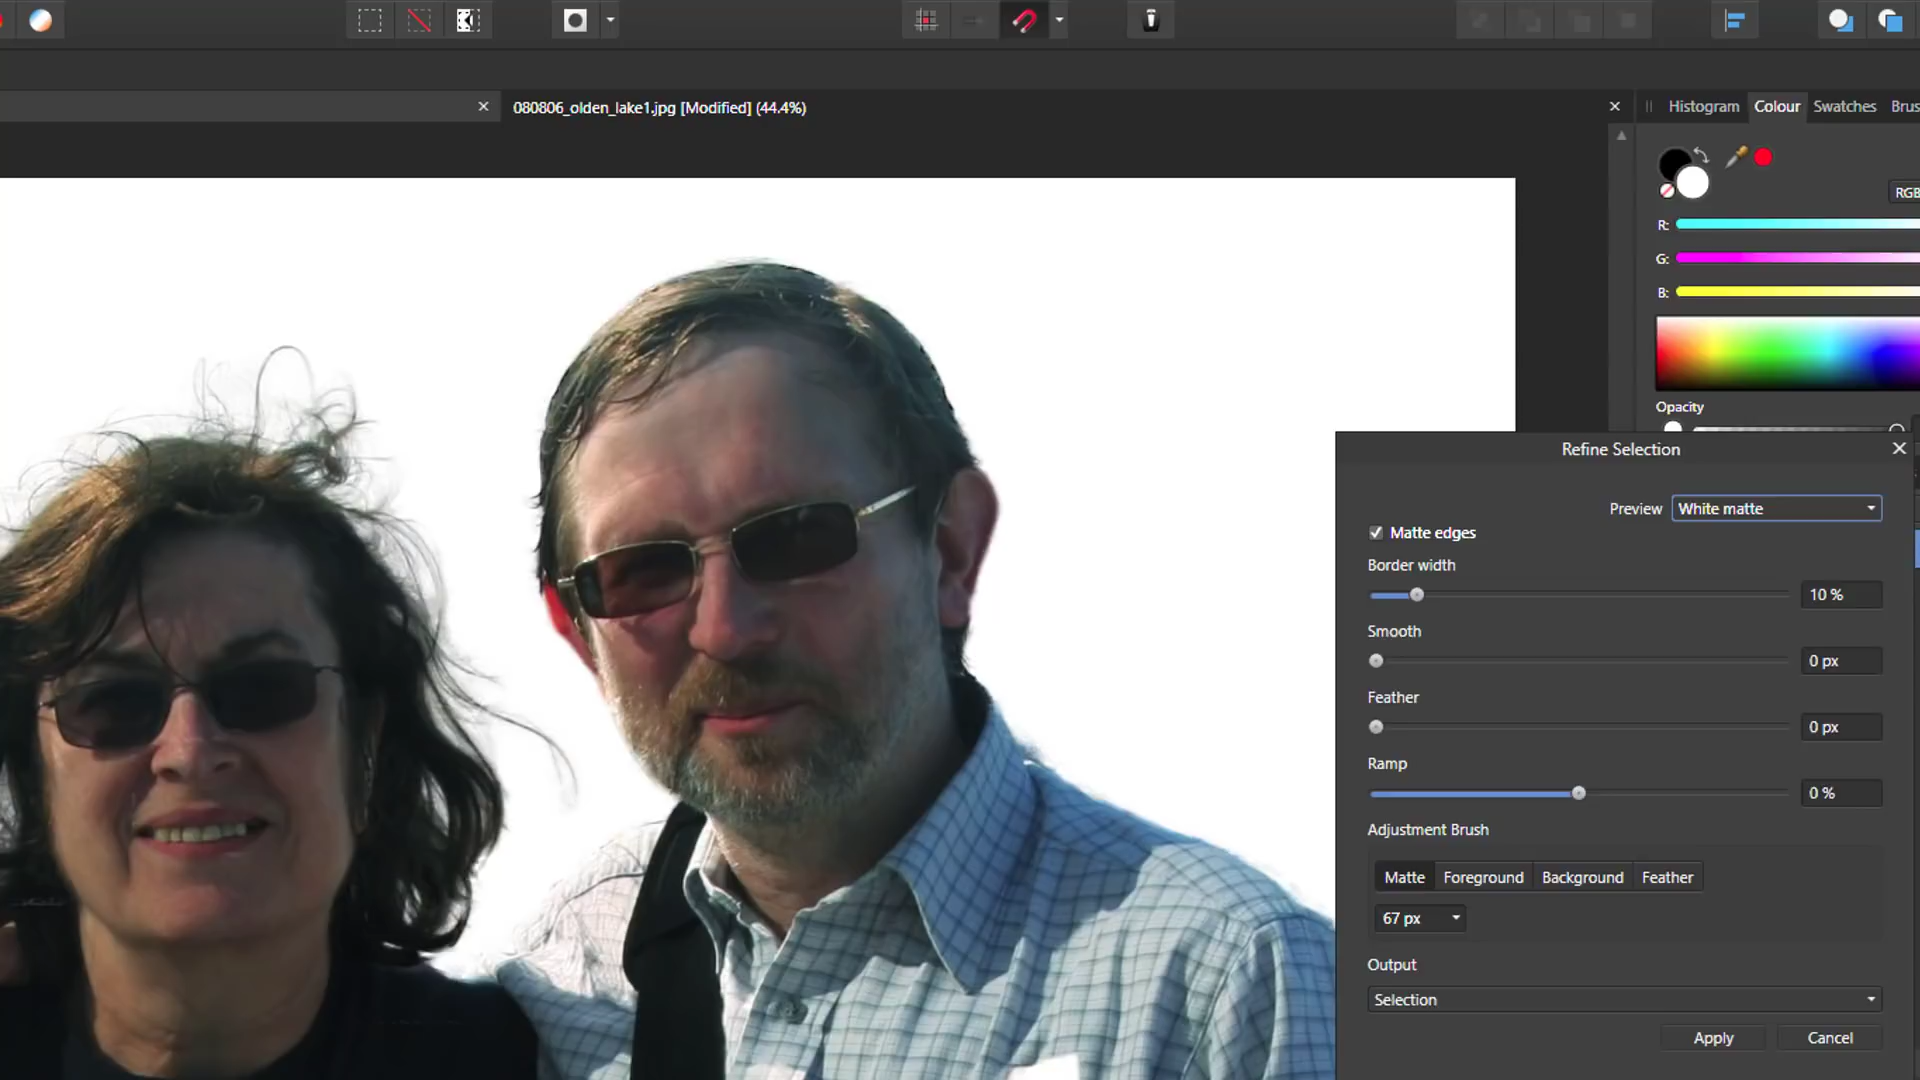 080806_olden_lake1.jpg [Modified] (44.4%)
Histogram Colour Swatches Brus
RGB
R:
G:
B:
Opacity
Refine Selection
Preview White matte
Matte edges
Border width
10 %
Smooth
0 px
Feather
0 px
Ramp
0 %
Adjustment Brush
Matte Foreground Background Feather
67 px
Output
Selection
Apply Cancel